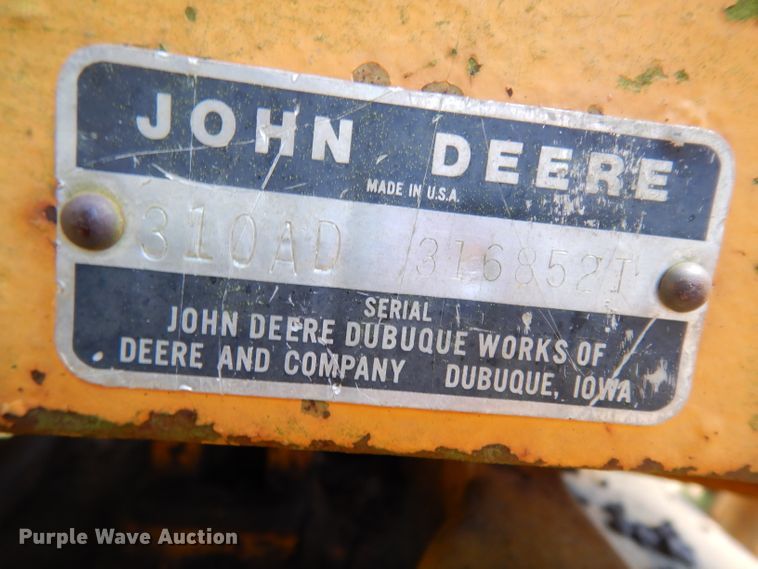 JOHN DEERE
MADE IN U.S.A.
310AD 316852T
SERIAL
JOHN DEERE DUBUQUE WORKS OF
DEERE AND COMPANY DUBUQUE, IOWA
Purple Wave Auction